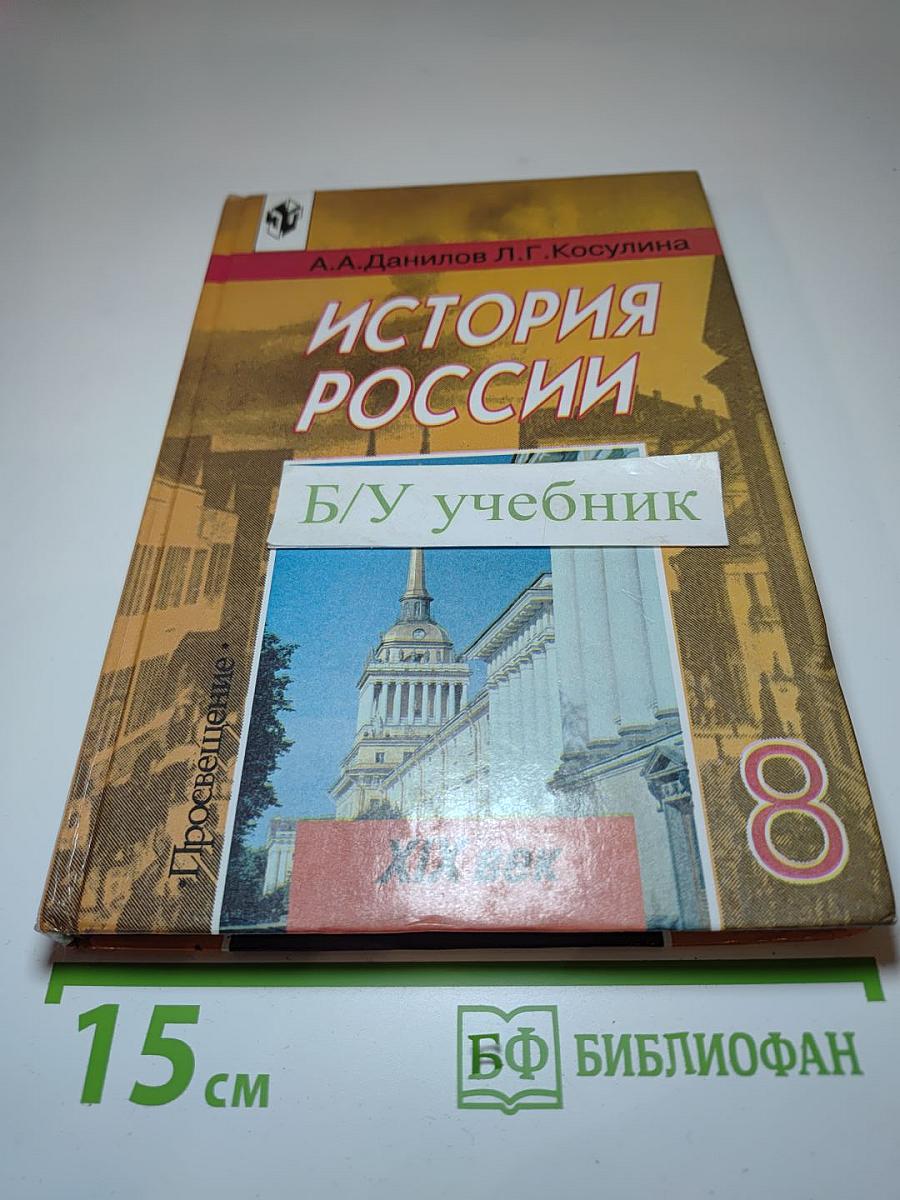 А.А.Данилов Л.Г.Косулина
ИСТОРИЯ
РОССИИ
Б/У учебник
•Просвещение•
XIX век
8
15 см
БФ БИБЛИОФАН